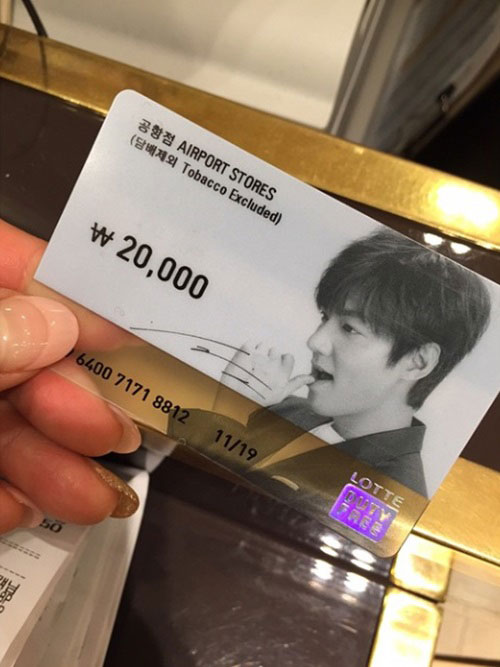 공항점 AIRPORT STORES
(담배제외 Tobacco Excluded)
₩ 20,000
6400 7171 8812 11/19
LOTTE
DUTY
FREE
50